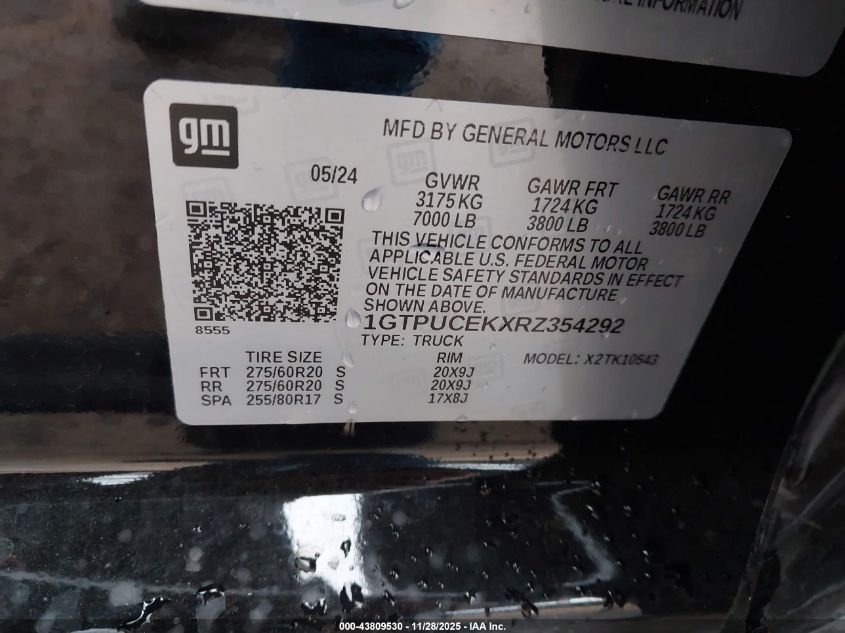 INFORMATION
gm
MFD BY GENERAL MOTORS LLC
05/24
GVWR GAWR FRT GAWR RR
3175 KG 1724 KG 1724 KG
7000 LB 3800 LB 3800 LB
THIS VEHICLE CONFORMS TO ALL
APPLICABLE U.S. FEDERAL MOTOR
VEHICLE SAFETY STANDARDS IN EFFECT
ON THE DATE OF MANUFACTURE
SHOWN ABOVE.
8555
1GTPUCEKXRZ354292
TYPE: TRUCK
TIRE SIZE RIM MODEL: X2TK10543
FRT 275/60R20 S 20X9J
RR 275/60R20 S 20X9J
SPA 255/80R17 S 17X8J
000-43809530 - 11/28/2025 - IAA Inc.